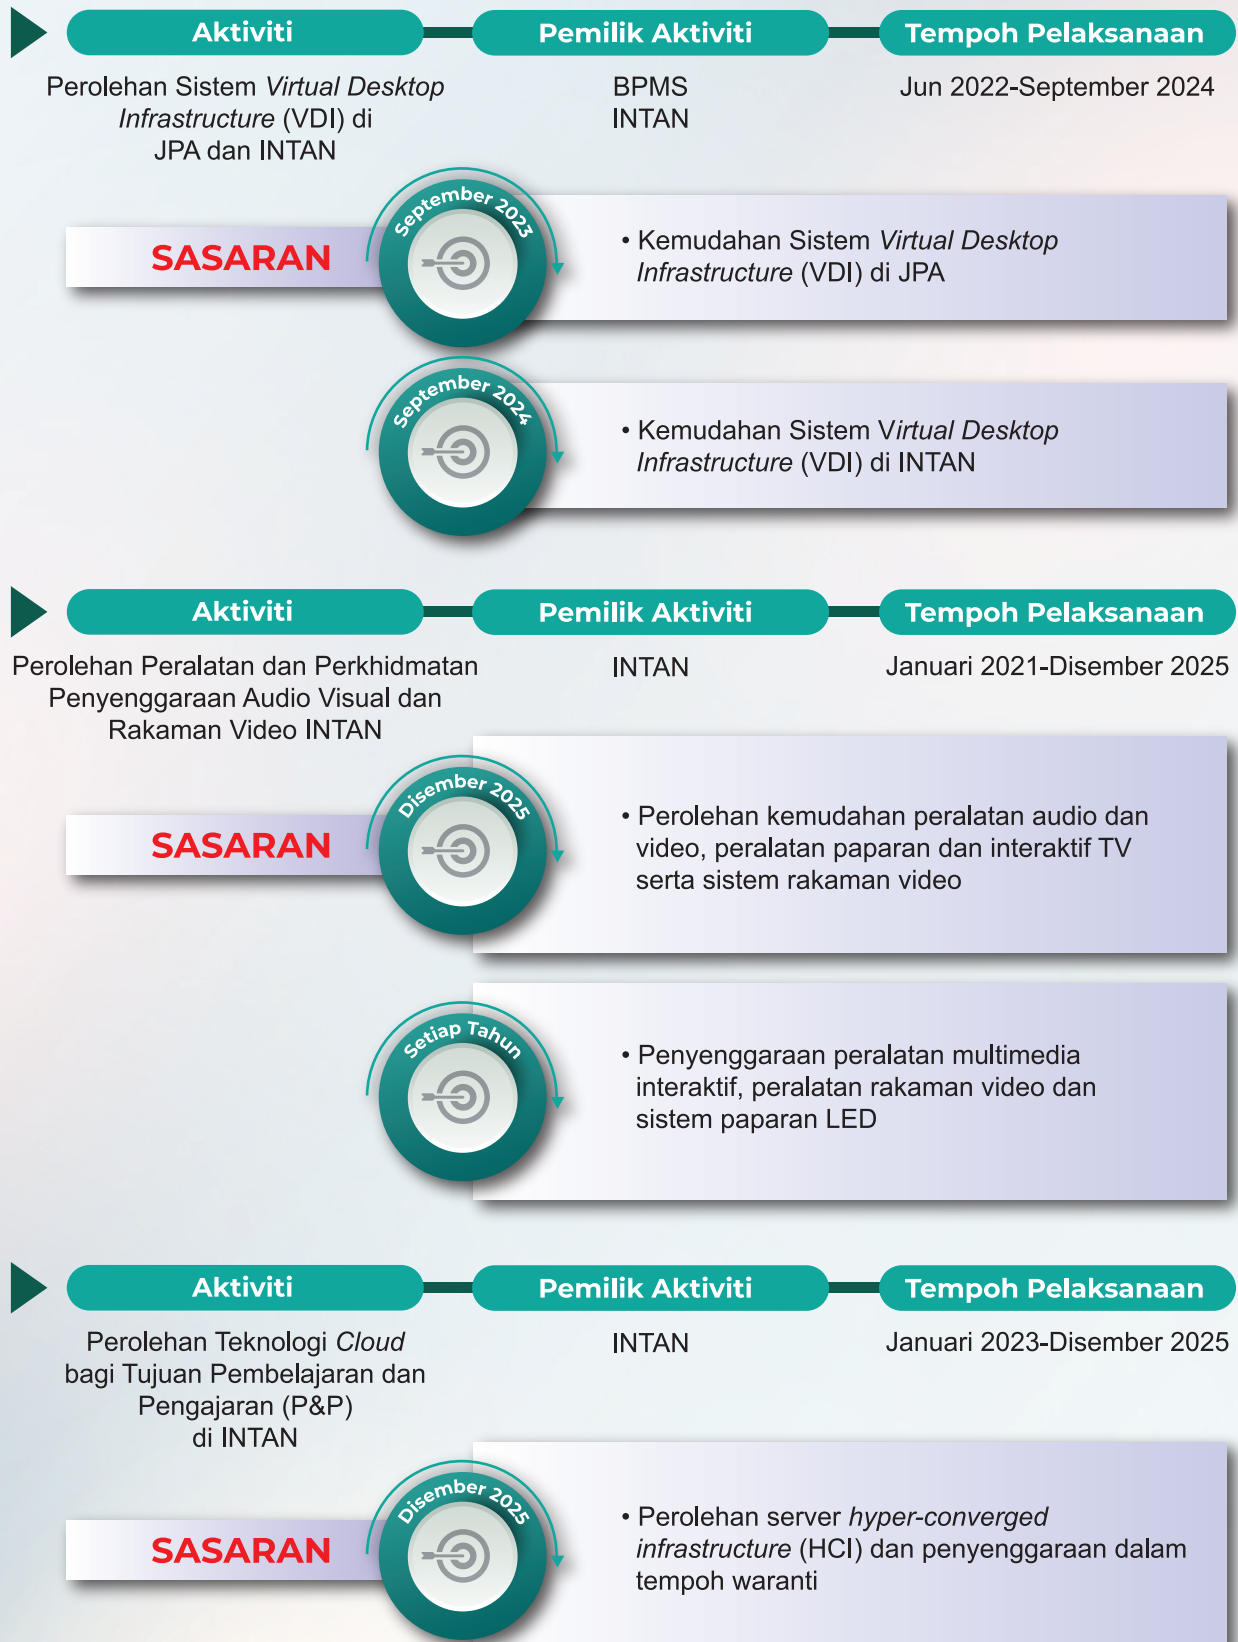 Aktiviti
Pemilik Aktiviti
Tempoh Pelaksanaan
Perolehan Sistem Virtual Desktop
Infrastructure (VDI) di
JPA dan INTAN
BPMS
INTAN
Jun 2022-September 2024
SASARAN
September 2023
• Kemudahan Sistem Virtual Desktop
Infrastructure (VDI) di JPA
September 2024
• Kemudahan Sistem Virtual Desktop
Infrastructure (VDI) di INTAN
Aktiviti
Pemilik Aktiviti
Tempoh Pelaksanaan
Perolehan Peralatan dan Perkhidmatan
Penyenggaraan Audio Visual dan
Rakaman Video INTAN
INTAN
Januari 2021-Disember 2025
SASARAN
Disember 2025
• Perolehan kemudahan peralatan audio dan
video, peralatan paparan dan interaktif TV
serta sistem rakaman video
Setiap Tahun
• Penyenggaraan peralatan multimedia
interaktif, peralatan rakaman video dan
sistem paparan LED
Aktiviti
Pemilik Aktiviti
Tempoh Pelaksanaan
Perolehan Teknologi Cloud
bagi Tujuan Pembelajaran dan
Pengajaran (P&P)
di INTAN
INTAN
Januari 2023-Disember 2025
SASARAN
Disember 2025
• Perolehan server hyper-converged
infrastructure (HCI) dan penyenggaraan dalam
tempoh waranti